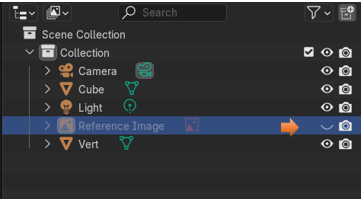 Search
Scene Collection
Collection
Camera
Cube
Light
Reference Image
Vert